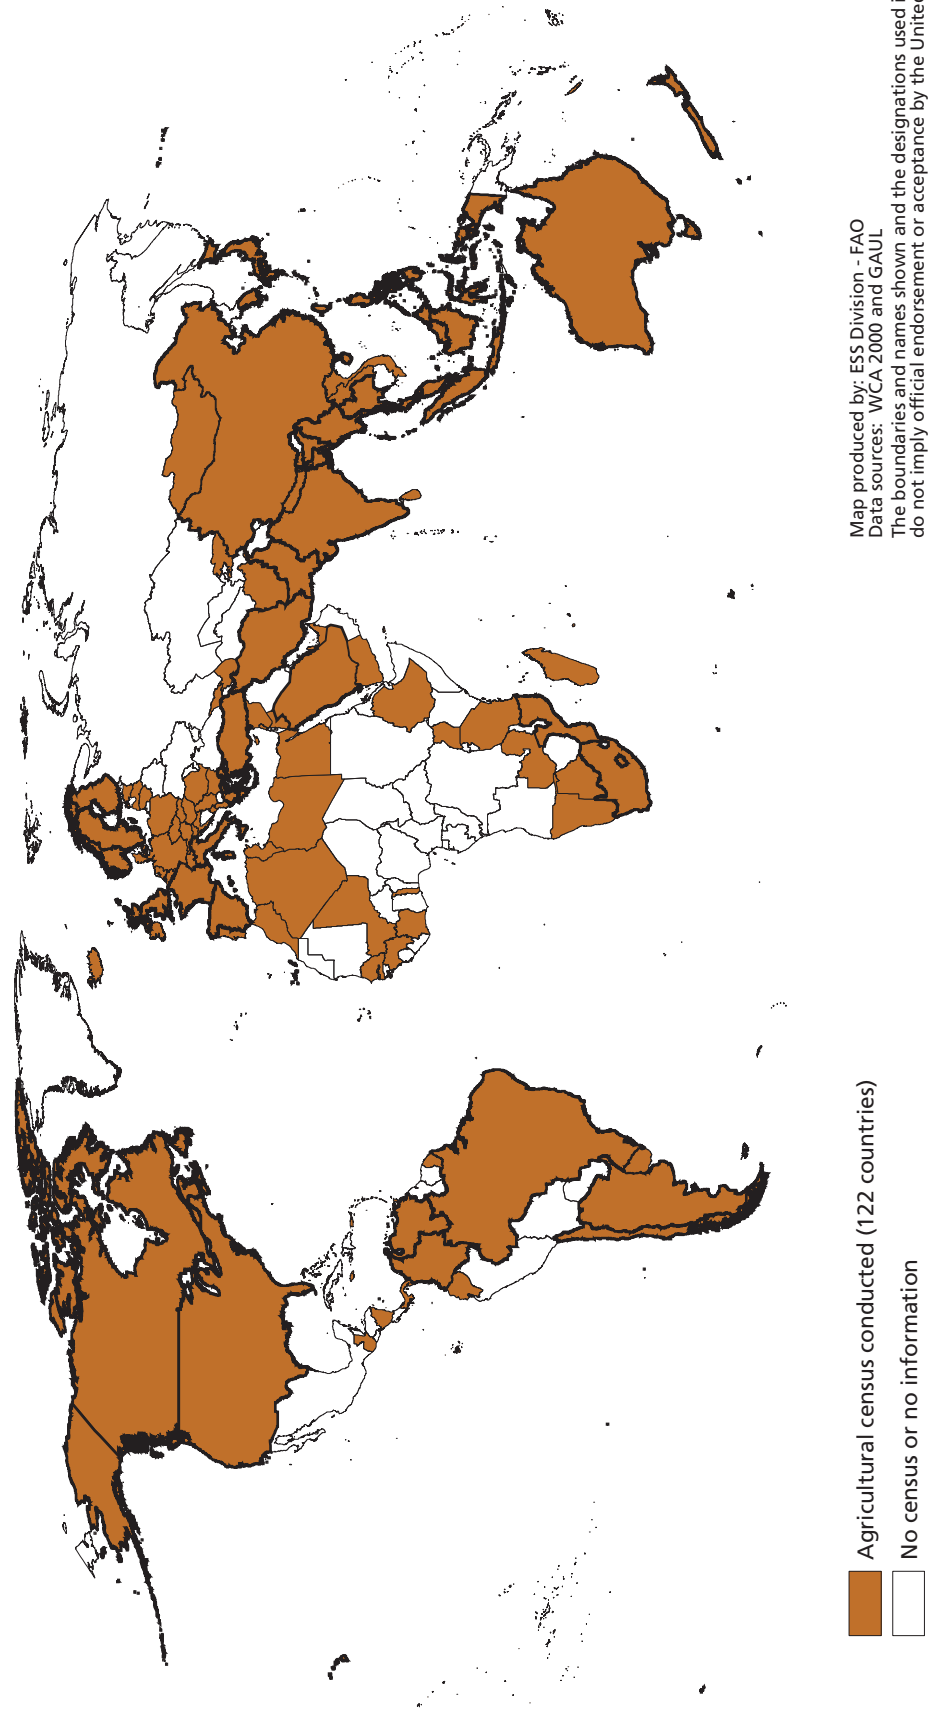 Agricultural census conducted (122 countries)
No census or no information
Map produced by: ESS Division - FAO
Data sources: WCA 2000 and GAUL
The boundaries and names shown and the designations used
do not imply official endorsement or acceptance by the United